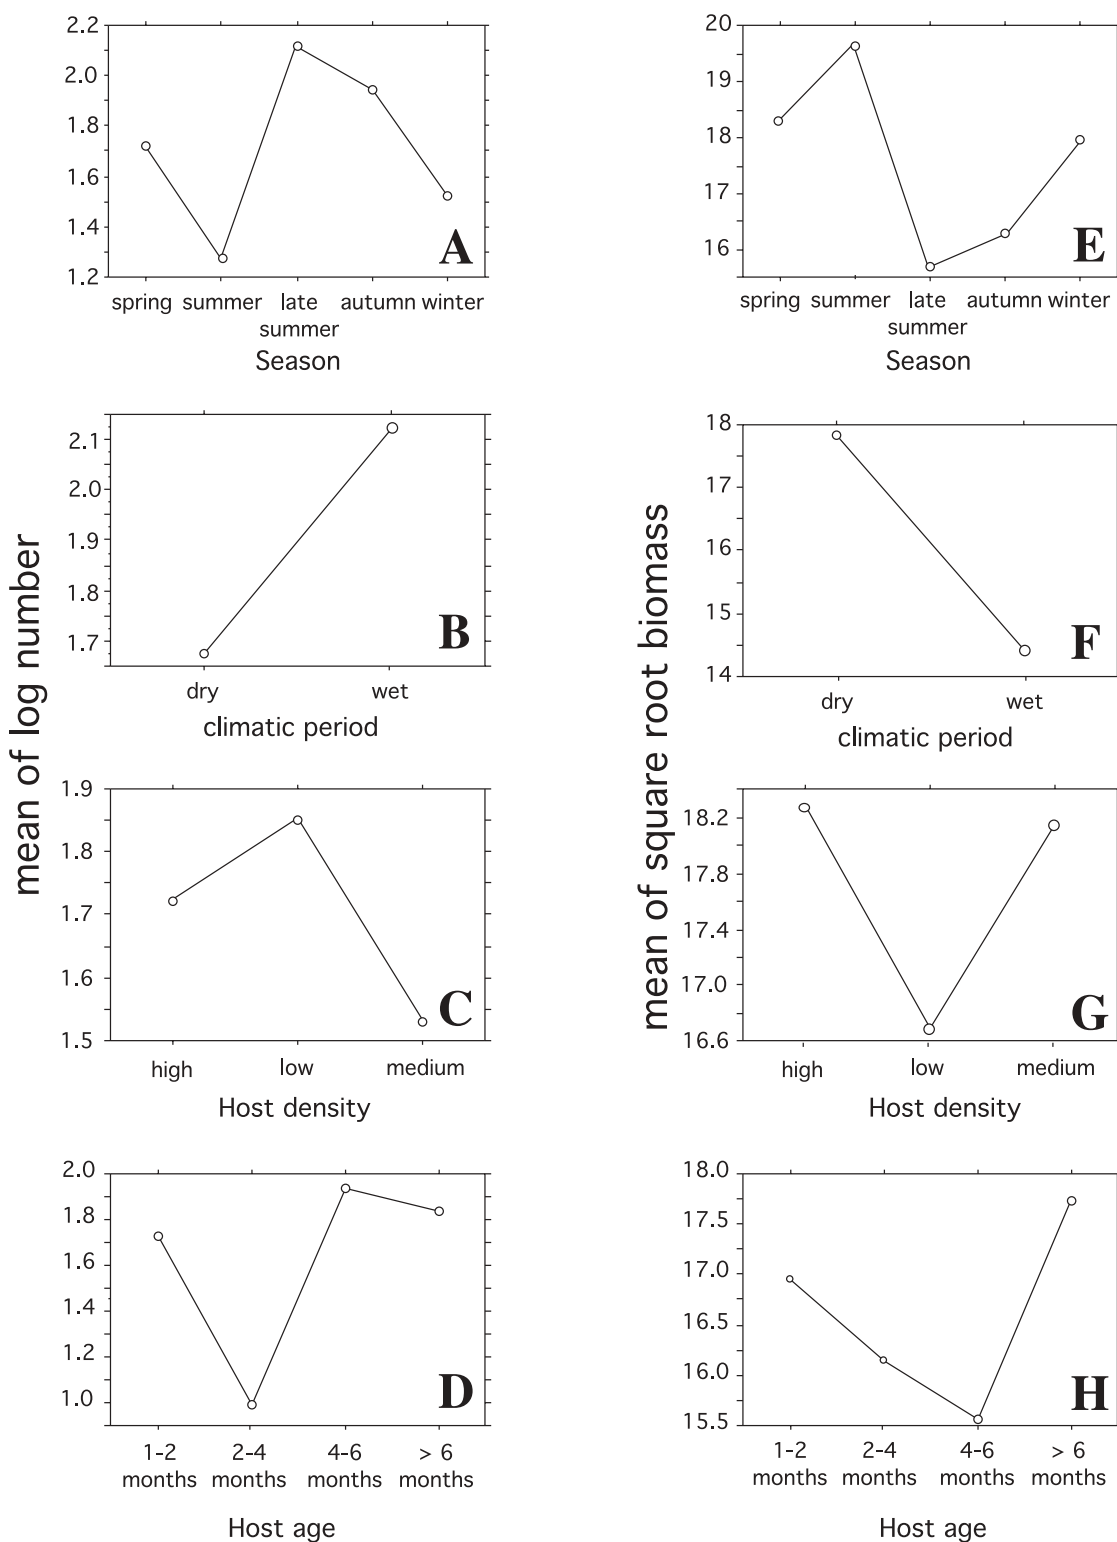 mean of log number
2.2
2.0
1.8
1.6
1.4
1.2
A
spring summer late autumn winter
summer
Season
2.1
2.0
1.9
1.8
1.7
B
dry wet
climatic period
1.9
1.8
1.7
1.6
1.5
C
high low medium
Host density
2.0
1.8
1.6
1.4
1.2
1.0
D
1-2 2-4 4-6 > 6
months months months months
Host age
mean of square root biomass
20
19
18
17
16
E
spring summer late autumn winter
summer
Season
18
17
16
15
14
F
dry wet
climatic period
18.2
17.8
17.4
17.0
16.6
G
high low medium
Host density
18.0
17.5
17.0
16.5
16.0
15.5
H
1-2 2-4 4-6 > 6
months months months months
Host age